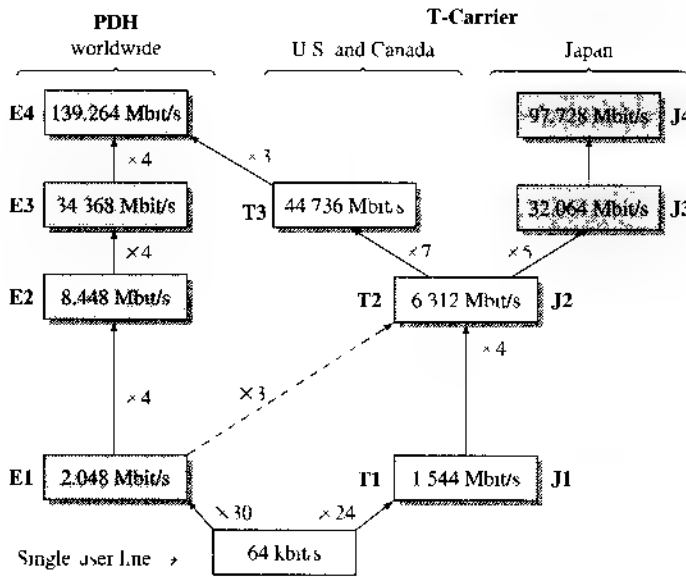 PDH
worldwide
T-Carrier
U S. and Canada
Japan
E4
139.264 Mbit/s
97.728 Mbit/s
J4
×4
×3
E3
34 368 Mbit/s
T3
44 736 Mbit/s
32.064 Mbit/s
J3
×4
×7
×5
E2
8.448 Mbit/s
T2
6 312 Mbit/s
J2
×4
×3
×4
E1
2.048 Mbit/s
T1
1 544 Mbit/s
J1
×30
×24
Single user line
64 kbit/s